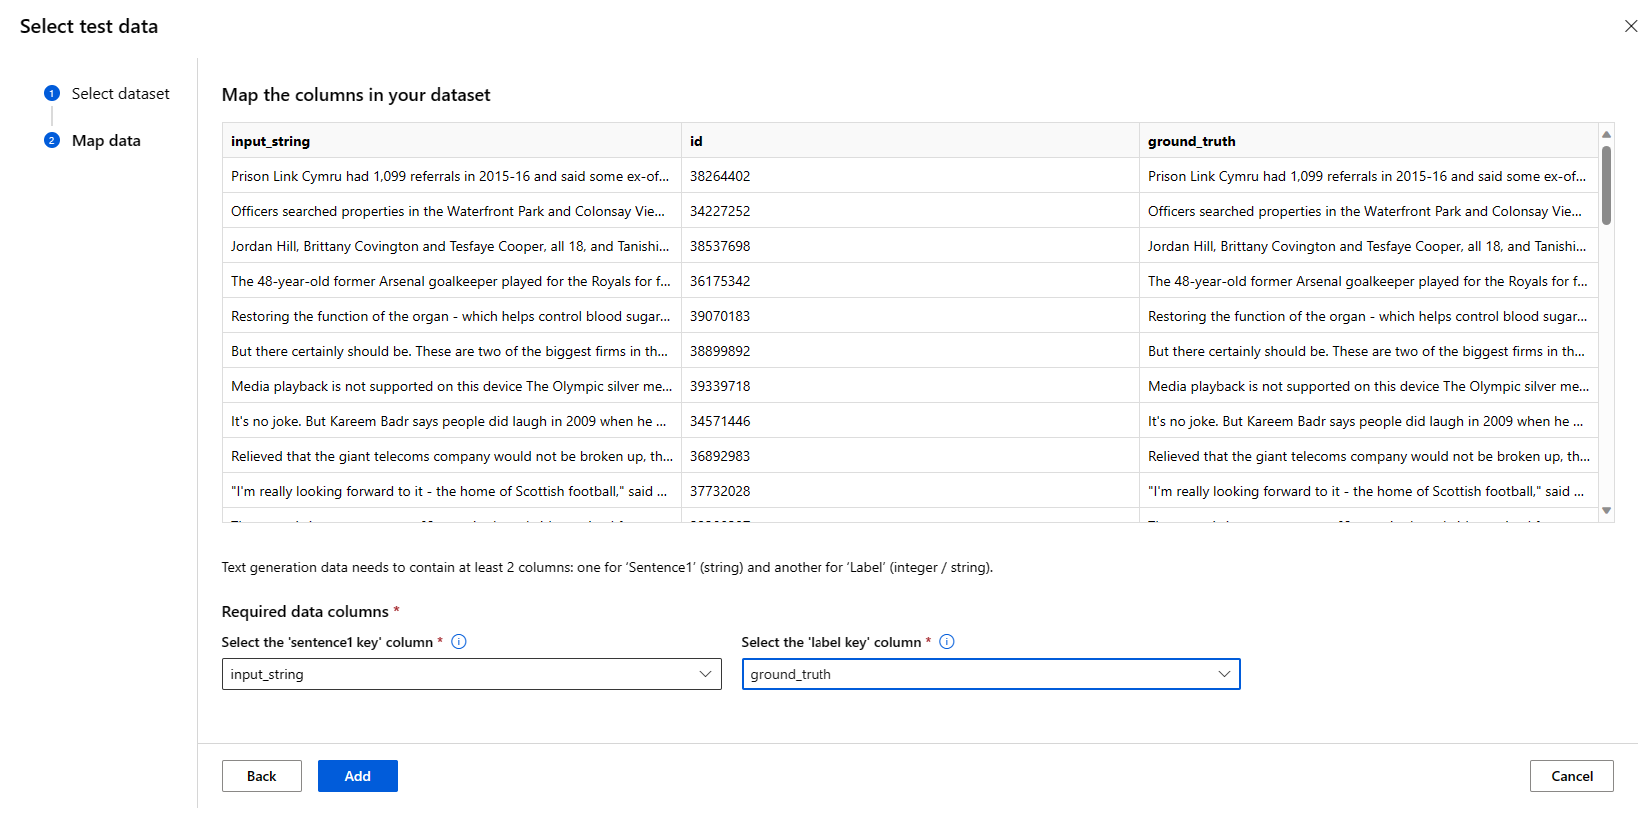 Select test data
1 Select dataset
2 Map data
Map the columns in your dataset
input_string id ground_truth
Prison Link Cymru had 1,099 referrals in 2015-16 and said some ex-of... 38264402 Prison Link Cymru had 1,099 referrals in 2015-16 and said some ex-of...
Officers searched properties in the Waterfront Park and Colonsay Vie... 34227252 Officers searched properties in the Waterfront Park and Colonsay Vie...
Jordan Hill, Brittany Covington and Tesfaye Cooper, all 18, and Tanishi... 38537698 Jordan Hill, Brittany Covington and Tesfaye Cooper, all 18, and Tanishi...
The 48-year-old former Arsenal goalkeeper played for the Royals for f... 36175342 The 48-year-old former Arsenal goalkeeper played for the Royals for f...
Restoring the function of the organ - which helps control blood sugar... 39070183 Restoring the function of the organ - which helps control blood sugar...
But there certainly should be. These are two of the biggest firms in th... 38899892 But there certainly should be. These are two of the biggest firms in th...
Media playback is not supported on this device The Olympic silver me... 39339718 Media playback is not supported on this device The Olympic silver me...
It's no joke. But Kareem Badr says people did laugh in 2009 when he ... 34571446 It's no joke. But Kareem Badr says people did laugh in 2009 when he ...
Relieved that the giant telecoms company would not be broken up, th... 36892983 Relieved that the giant telecoms company would not be broken up, th...
"I'm really looking forward to it - the home of Scottish football," said ... 37732028 "I'm really looking forward to it - the home of Scottish football," said ...
Text generation data needs to contain at least 2 columns: one for 'Sentence1' (string) and another for 'Label' (integer / string).
Required data columns *
Select the 'sentence1 key' column * Select the 'label key' column *
input_string ground_truth
Back Add Cancel